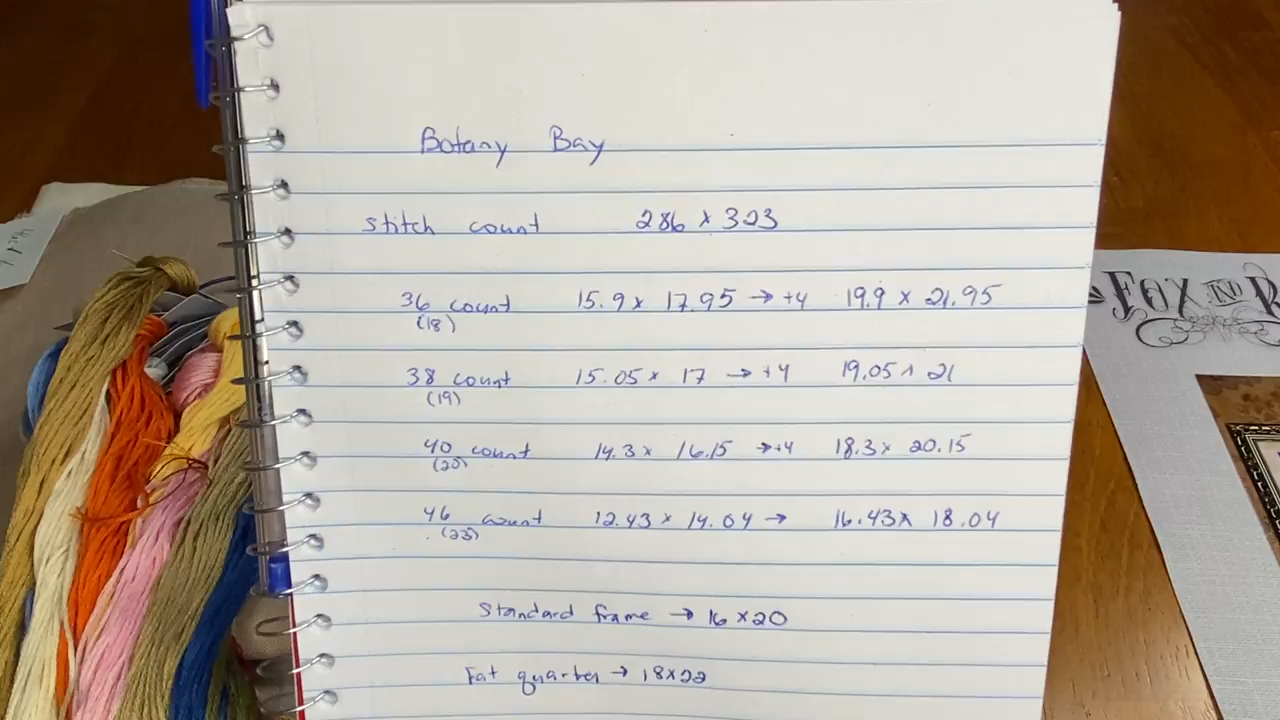 Botany Bay
Stitch count 286 x 323
36 count 15.9 x 17.95 → +4 19.9 x 21.95
(18)
38 count 15.05 x 17 → +4 19.05 x 21
(19)
40 count 14.3 x 16.15 → +4 18.3 x 20.15
(20)
46 count 12.43 x 14.04 → 16.43 x 18.04
(23)
Standard frame → 16 x 20
Fat quarter → 18 x 22
FOX AND